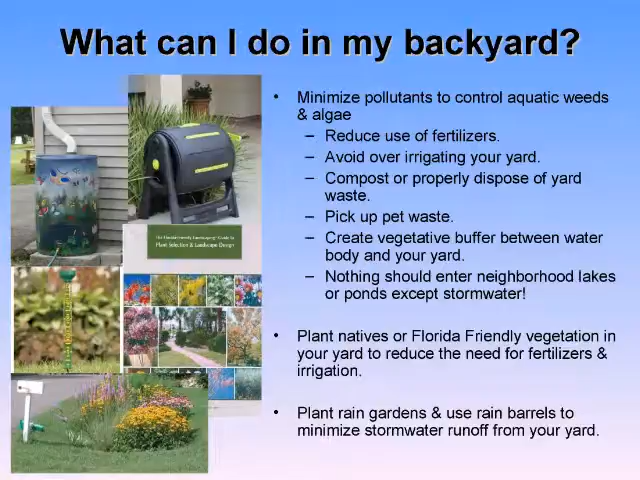 What can I do in my backyard?
• Minimize pollutants to control aquatic weeds
& algae
– Reduce use of fertilizers.
– Avoid over irrigating your yard.
– Compost or properly dispose of yard
waste.
– Pick up pet waste.
– Create vegetative buffer between water
body and your yard.
– Nothing should enter neighborhood lakes
or ponds except stormwater!
• Plant natives or Florida Friendly vegetation in
your yard to reduce the need for fertilizers &
irrigation.
• Plant rain gardens & use rain barrels to
minimize stormwater runoff from your yard.
Plant Selection & Landscape Design